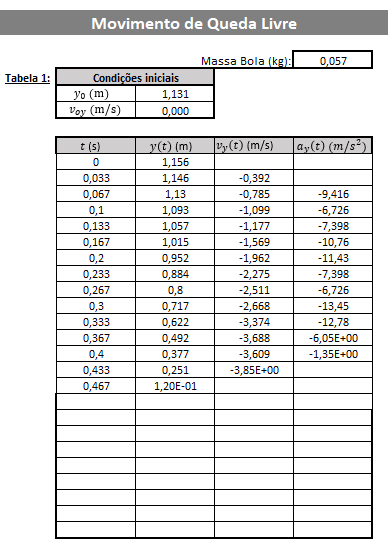 Movimento de Queda Livre
Massa Bola (kg): 0,057
Tabela 1: Condições iniciais
y₀ (m) 1,131
v₀y (m/s) 0,000
t (s) y(t) (m) vy(t) (m/s) ay(t) (m/s²)
0 1,156
0,033 1,146 -0,392
0,067 1,13 -0,785 -9,416
0,1 1,093 -1,099 -6,726
0,133 1,057 -1,177 -7,398
0,167 1,015 -1,569 -10,76
0,2 0,952 -1,962 -11,43
0,233 0,884 -2,275 -7,398
0,267 0,8 -2,511 -6,726
0,3 0,717 -2,668 -13,45
0,333 0,622 -3,374 -12,78
0,367 0,492 -3,688 -6,05E+00
0,4 0,377 -3,609 -1,35E+00
0,433 0,251 -3,85E+00
0,467 1,20E-01